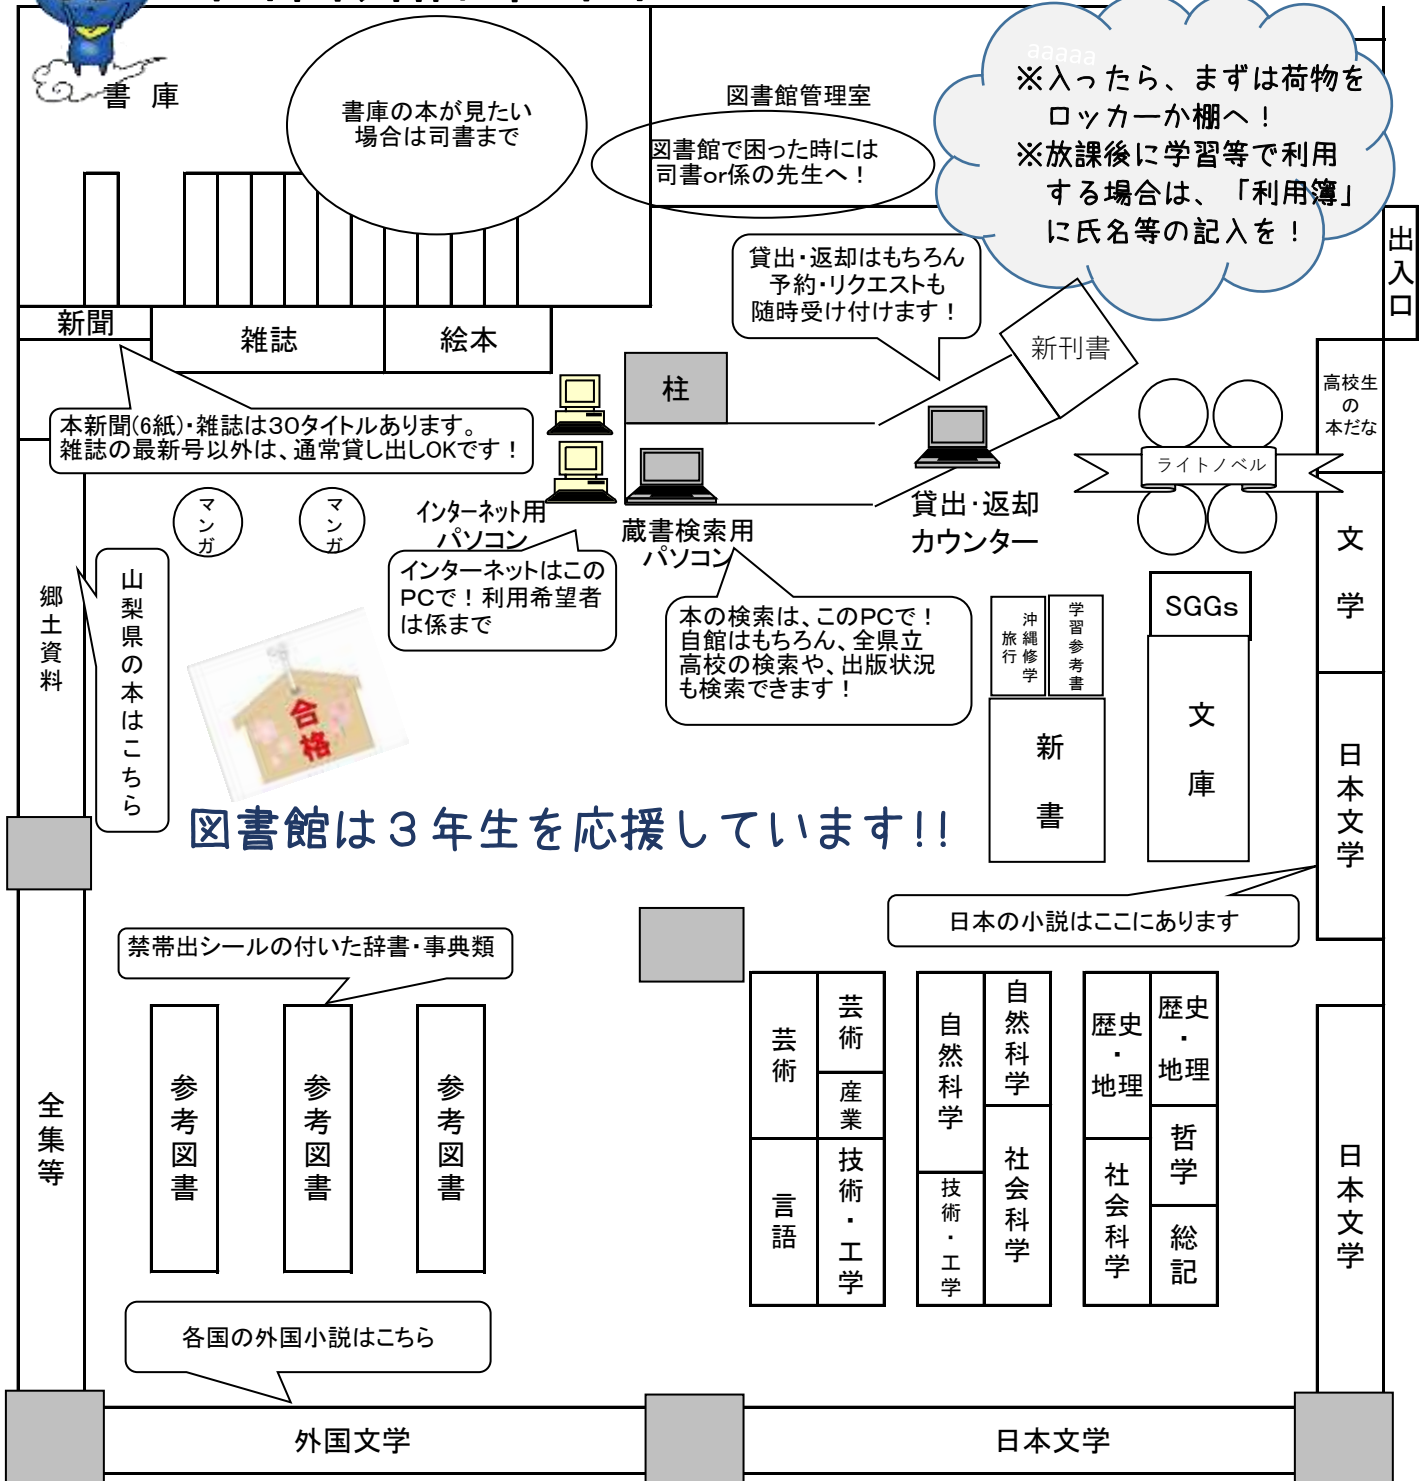 aaaaa
※入ったら、まずは荷物を
ロッカーか棚へ！
※放課後に学習等で利用
する場合は、「利用簿」
に氏名等の記入を！
書 庫
書庫の本が見たい
場合は司書まで
図書館管理室
図書館で困った時には
司書or係の先生へ！
出入口
貸出・返却はもちろん
予約・リクエストも
随時受け付けます！
新刊書
新聞
雑誌
絵本
柱
高校生
の
本だな
本新聞(6紙)・雑誌は30タイトルあります。
雑誌の最新号以外は、通常貸し出しOKです！
ライトノベル
マンガ
マンガ
インターネット用
パソコン
蔵書検索用
パソコン
貸出・返却
カウンター
文学
インターネットはこの
PCで！利用希望者
は係まで
本の検索は、このPCで！
自館はもちろん、全県立
高校の検索や、出版状況
も検索できます！
郷土資料
山梨県の本はこちら
沖縄修学
旅行
学習参考書
SGGs
新書
文庫
日本文学
合格
図書館は３年生を応援しています!!
日本の小説はここにあります
禁帯出シールの付いた辞書・事典類
全集等
参考図書
参考図書
参考図書
芸術
芸術
産業
言語
技術・工学
自然科学
自然科学
技術・工学
社会科学
歴史
・
地理
歴史
・
地理
社会科学
哲学
総記
日本文学
各国の外国小説はこちら
外国文学
日本文学